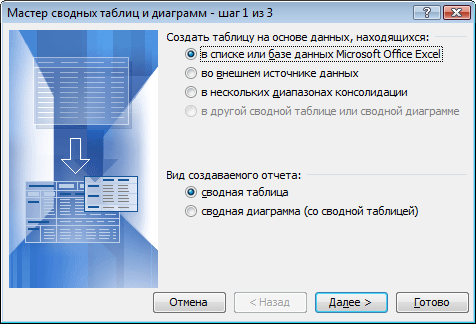 Мастер сводных таблиц и диаграмм - шаг 1 из 3
Создать таблицу на основе данных, находящихся:
в списке или базе данных Microsoft Office Excel
во внешнем источнике данных
в нескольких диапазонах консолидации
в другой сводной таблице или сводной диаграмме
Вид создаваемого отчета:
сводная таблица
сводная диаграмма (со сводной таблицей)
Отмена < Назад Далее > Готово